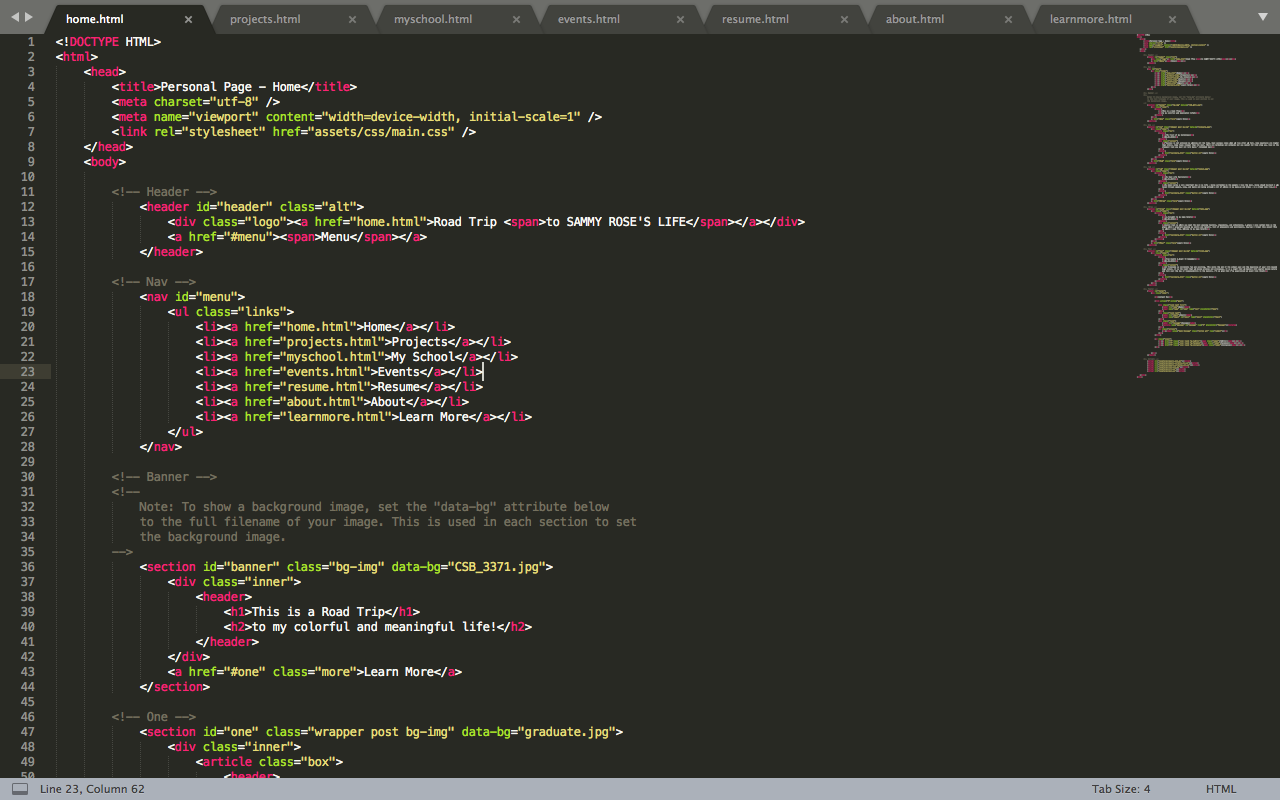 home.html × projects.html × myschool.html × events.html × resume.html × about.html × learnmore.html ×
1 <!DOCTYPE HTML>
2 <html>
3 <head>
4 <title>Personal Page - Home</title>
5 <meta charset="utf-8" />
6 <meta name="viewport" content="width=device-width, initial-scale=1" />
7 <link rel="stylesheet" href="assets/css/main.css" />
8 </head>
9 <body>
10
11 <!-- Header -->
12 <header id="header" class="alt">
13 <div class="logo"><a href="home.html">Road Trip <span>to SAMMY ROSE'S LIFE</span></a></div>
14 <a href="#menu"><span>Menu</span></a>
15 </header>
16
17 <!-- Nav -->
18 <nav id="menu">
19 <ul class="links">
20 <li><a href="home.html">Home</a></li>
21 <li><a href="projects.html">Projects</a></li>
22 <li><a href="myschool.html">My School</a></li>
23 <li><a href="events.html">Events</a></li>
24 <li><a href="resume.html">Resume</a></li>
25 <li><a href="about.html">About</a></li>
26 <li><a href="learnmore.html">Learn More</a></li>
27 </ul>
28 </nav>
29
30 <!-- Banner -->
31 <!--
32 Note: To show a background image, set the "data-bg" attribute below
33 to the full filename of your image. This is used in each section to set
34 the background image.
35 -->
36 <section id="banner" class="bg-img" data-bg="CSB_3371.jpg">
37 <div class="inner">
38 <header>
39 <h1>This is a Road Trip</h1>
40 <h2>to my colorful and meaningful life!</h2>
41 </header>
42 </div>
43 <a href="#one" class="more">Learn More</a>
44 </section>
45
46 <!-- One -->
47 <section id="one" class="wrapper post bg-img" data-bg="graduate.jpg">
48 <div class="inner">
49 <article class="box">
50 <header>
Line 23, Column 62 Tab Size: 4 HTML